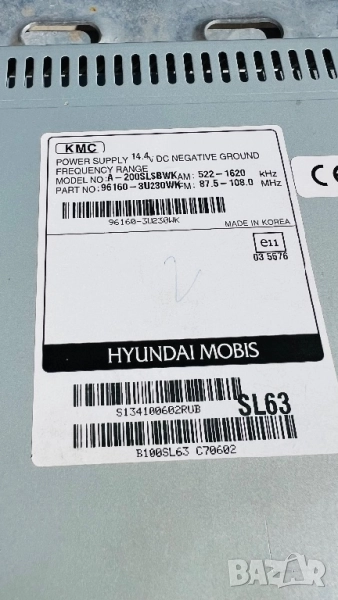 KMC
POWER SUPPLY 14.4V DC NEGATIVE GROUND
FREQUENCY RANGE
MODEL NO.A-200SLSBWK AM: 522-1620 kHz
PART NO.96160-3U230WK FM: 87.5-108.0 MHz
96160-3U230WK
MADE IN KOREA
CE
e11
03 5676
HYUNDAI MOBIS
S134100602RUB
SL63
B100SL63 C70602
BAZAR.bg